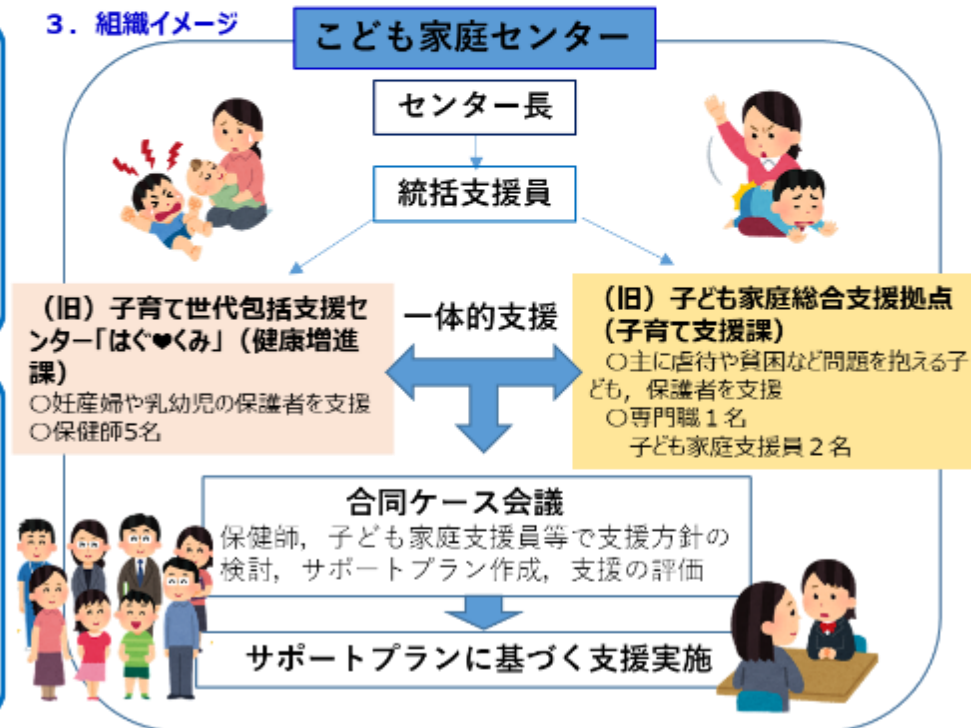 3．組織イメージ
こども家庭センター
センター長
統括支援員
（旧）子育て世代包括支援セ
ンター「はぐ♥くみ」（健康増進
課）
○妊産婦や乳幼児の保護者を支援
○保健師5名
一体的支援
（旧）子ども家庭総合支援拠点
（子育て支援課）
○主に虐待や貧困など問題を抱える子
ども，保護者を支援
○専門職１名
子ども家庭支援員２名
合同ケース会議
保健師，子ども家庭支援員等で支援方針の
検討，サポートプラン作成，支援の評価
サポートプランに基づく支援実施